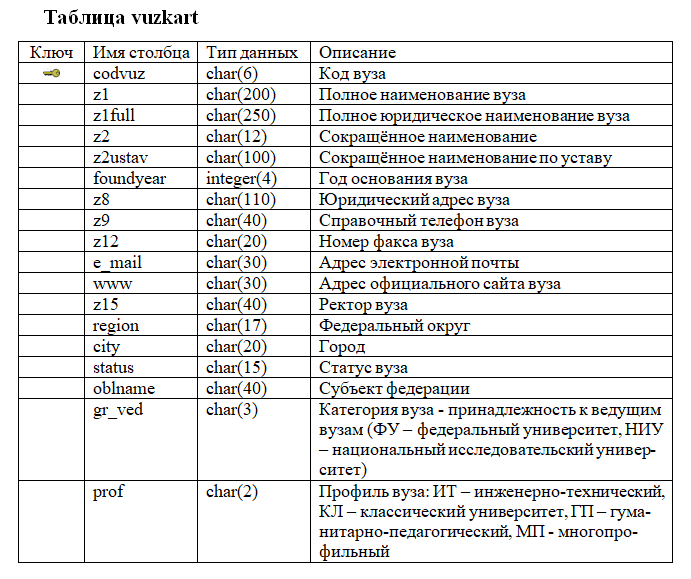 Таблица vuzkart
Ключ Имя столбца Тип данных Описание
codvuz char(6) Код вуза
z1 char(200) Полное наименование вуза
z1full char(250) Полное юридическое наименование вуза
z2 char(12) Сокращённое наименование
z2ustav char(100) Сокращённое наименование по уставу
foundyear integer(4) Год основания вуза
z8 char(110) Юридический адрес вуза
z9 char(40) Справочный телефон вуза
z12 char(20) Номер факса вуза
e_mail char(30) Адрес электронной почты
www char(30) Адрес официального сайта вуза
z15 char(40) Ректор вуза
region char(17) Федеральный округ
city char(20) Город
status char(15) Статус вуза
oblname char(40) Субъект федерации
gr_ved char(3) Категория вуза - принадлежность к ведущим
вузам (ФУ – федеральный университет, НИУ
– национальный исследовательский универ-
ситет)
prof char(2) Профиль вуза: ИТ – инженерно-технический,
КЛ – классический университет, ГП – гума-
нитарно-педагогический, МП - многопро-
фильный